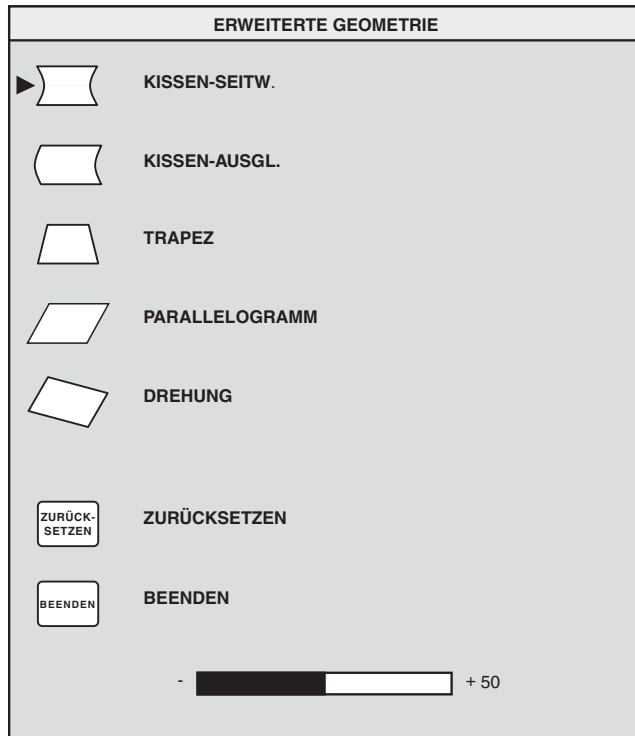 ERWEITERTE GEOMETRIE
KISSEN-SEITW.
KISSEN-AUSGL.
TRAPEZ
PARALLELOGRAMM
DREHUNG
ZURÜCK-
SETZEN
ZURÜCKSETZEN
BEENDEN
BEENDEN
- + 50